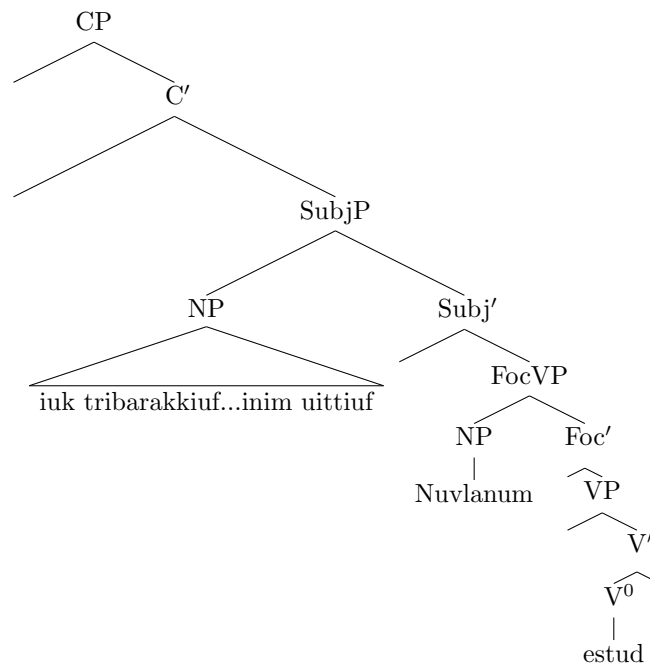 CP
C′
SubjP
NP Subj′
iuk tribarakkiuf...inim uittiuf FocVP
NP Foc′
Nuvlanum VP
V′
V⁰
estud